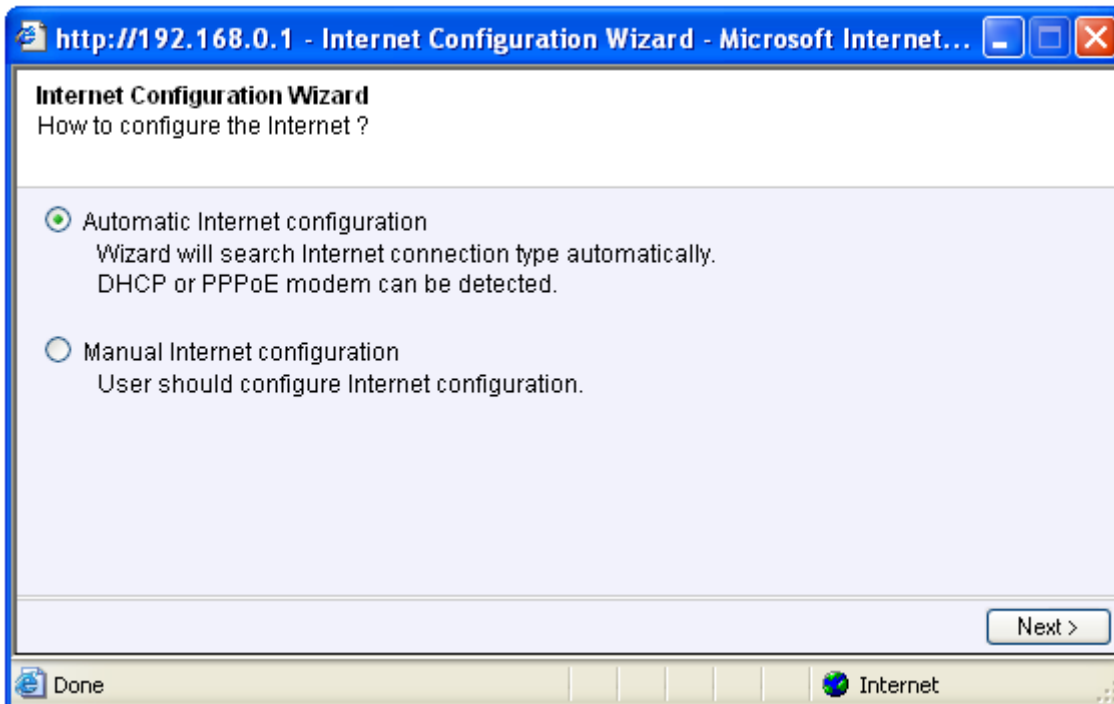 http://192.168.0.1 - Internet Configuration Wizard - Microsoft Internet...
Internet Configuration Wizard
How to configure the Internet ?
Automatic Internet configuration
Wizard will search Internet connection type automatically.
DHCP or PPPoE modem can be detected.
Manual Internet configuration
User should configure Internet configuration.
Next >
Done
Internet